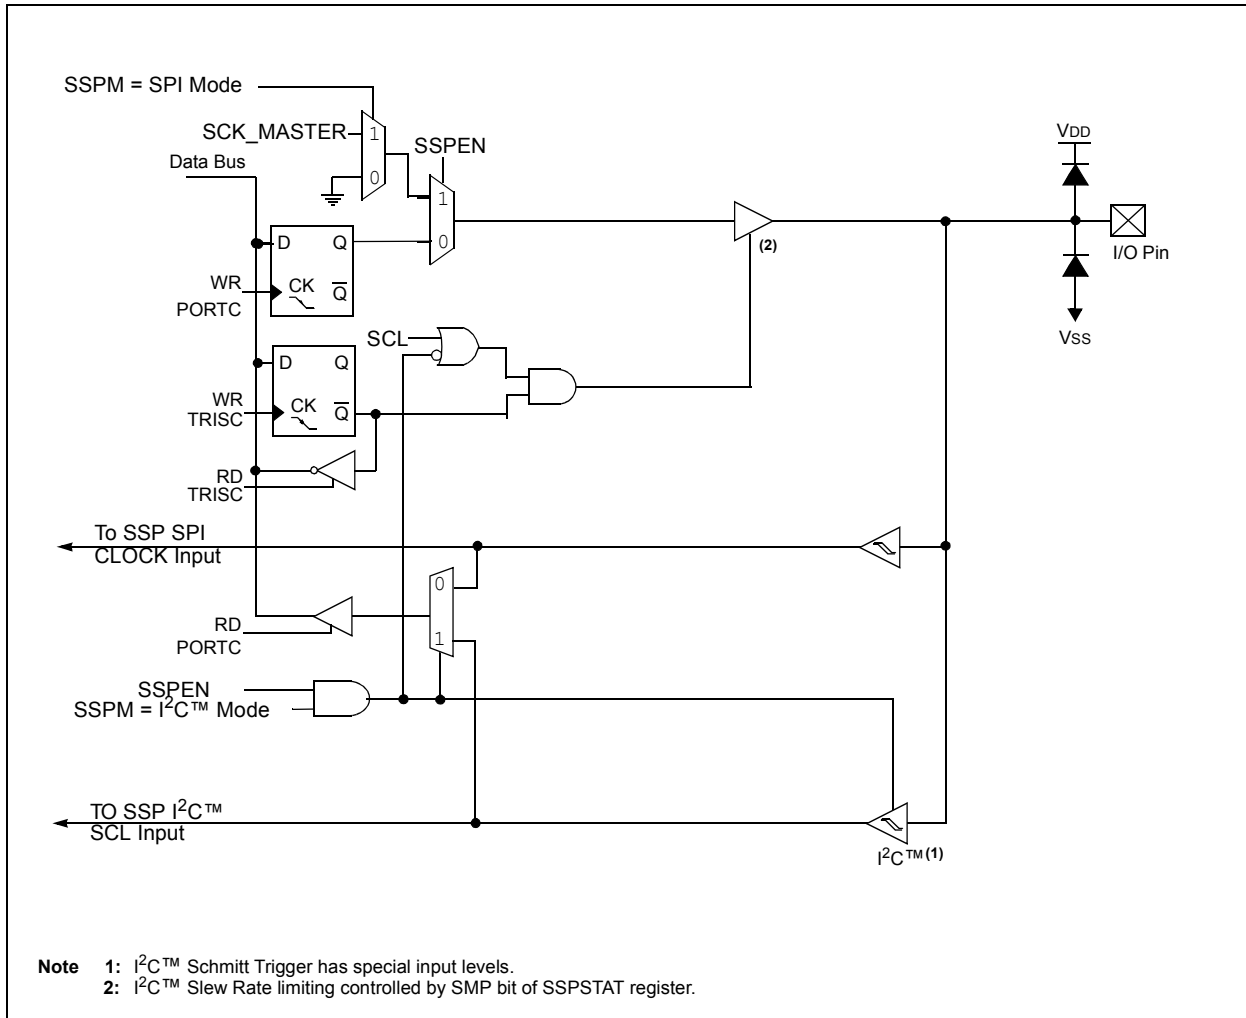 SSPM = SPI Mode
SCK_MASTER
1
0
SSPEN
Data Bus
1
0
VDD
(2)
I/O Pin
VSS
D
Q
CK
Q
WR
PORTC
SCL
D
Q
CK
Q
WR
TRISC
RD
TRISC
To SSP SPI
CLOCK Input
0
1
RD
PORTC
SSPEN
SSPM = I²C™ Mode
TO SSP I²C™
SCL Input
I²C™(1)
Note 1: I²C™ Schmitt Trigger has special input levels.
2: I²C™ Slew Rate limiting controlled by SMP bit of SSPSTAT register.